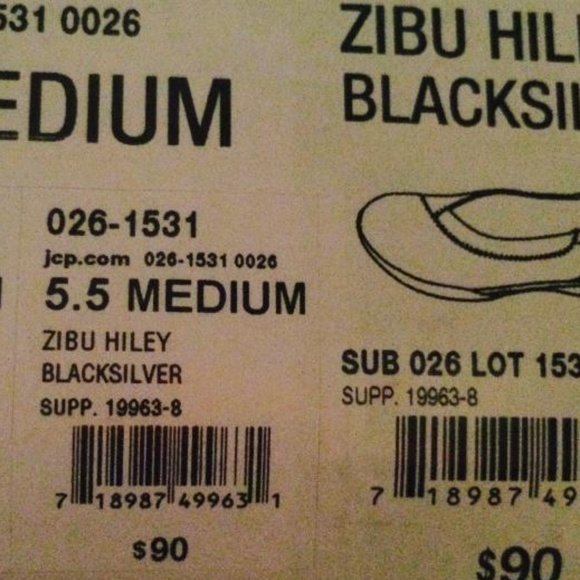 531 0026
EDIUM
026-1531
jcp.com 026-1531 0026
5.5 MEDIUM
ZIBU HILEY
BLACKSILVER
SUPP. 19963-8
7 18987 49963 1
$90
ZIBU HIL
BLACKSIL
SUB 026 LOT 153
SUPP. 19963-8
7 18987 49
$90